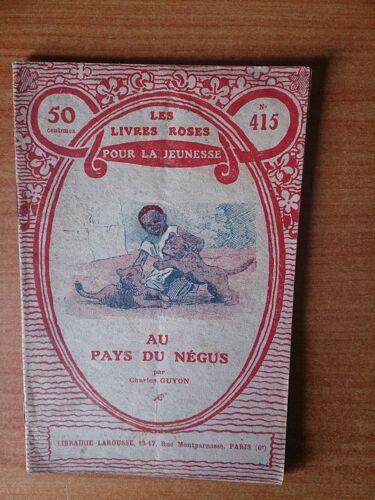 50
centimes
LES
LIVRES ROSES
POUR LA JEUNESSE
N°
415
AU
PAYS DU NÉGUS
par
Charles GUYON
LIBRAIRIE LAROUSSE, 13-17, Rue Montparnasse, PARIS (6e)